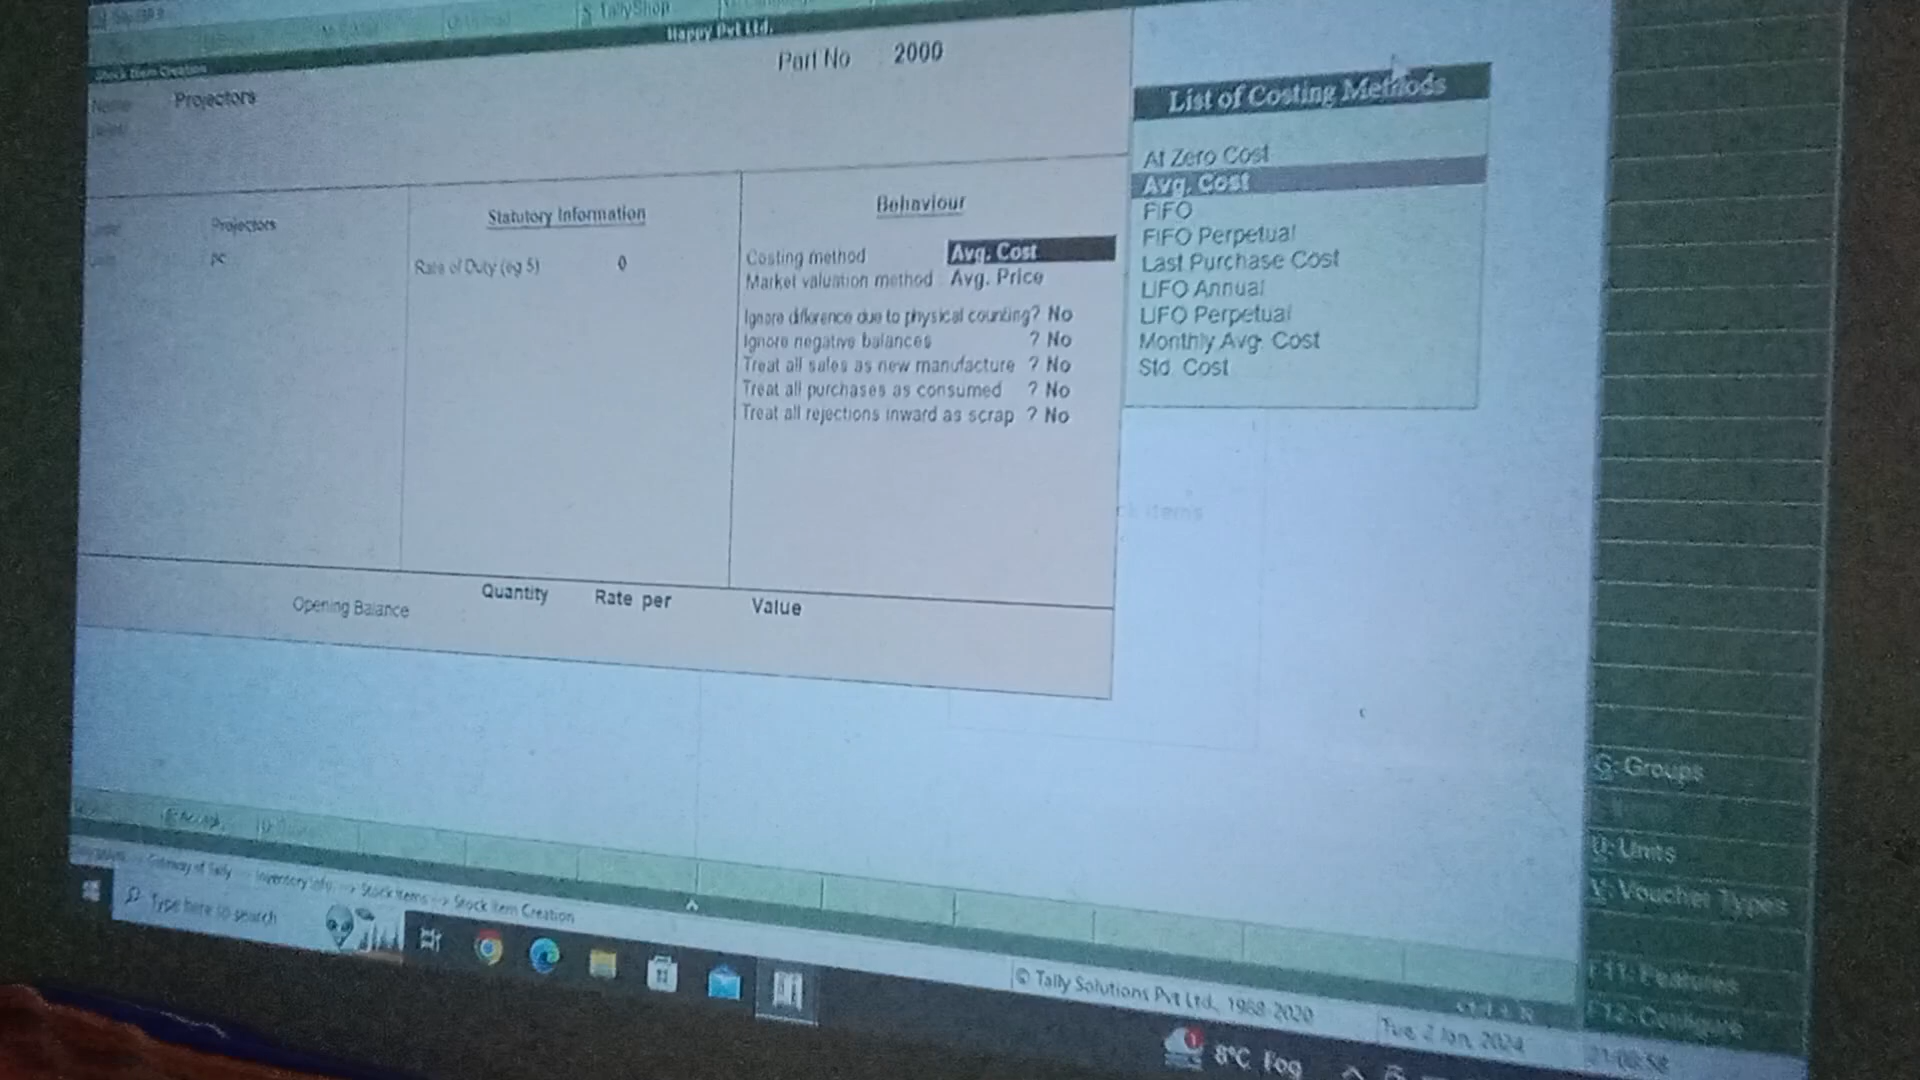 TallyShop
Happy Pvt Ltd.
Stock Item Creation
Part No 2000
Name Projectors
List of Costing Methods
At Zero Cost
Avg. Cost
FIFO
FIFO Perpetual
Last Purchase Cost
LIFO Annual
LIFO Perpetual
Monthly Avg. Cost
Std. Cost
Projectors
pc
Statutory Information
Rate of Duty (eg 5) 0
Behaviour
Costing method Avg. Cost
Market valuation method Avg. Price
Ignore difference due to physical counting? No
Ignore negative balances ? No
Treat all sales as new manufacture ? No
Treat all purchases as consumed ? No
Treat all rejections inward as scrap ? No
Quantity Rate per Value
Opening Balance
G: Groups
U: Units
V: Voucher Types
F11: Features
F12: Configure
Gateway of Tally --> Inventory Info. --> Stock Items --> Stock Item Creation
© Tally Solutions Pvt Ltd., 1988-2020
Tue, 2 Jan, 2024
Type here to search
8°C Fog